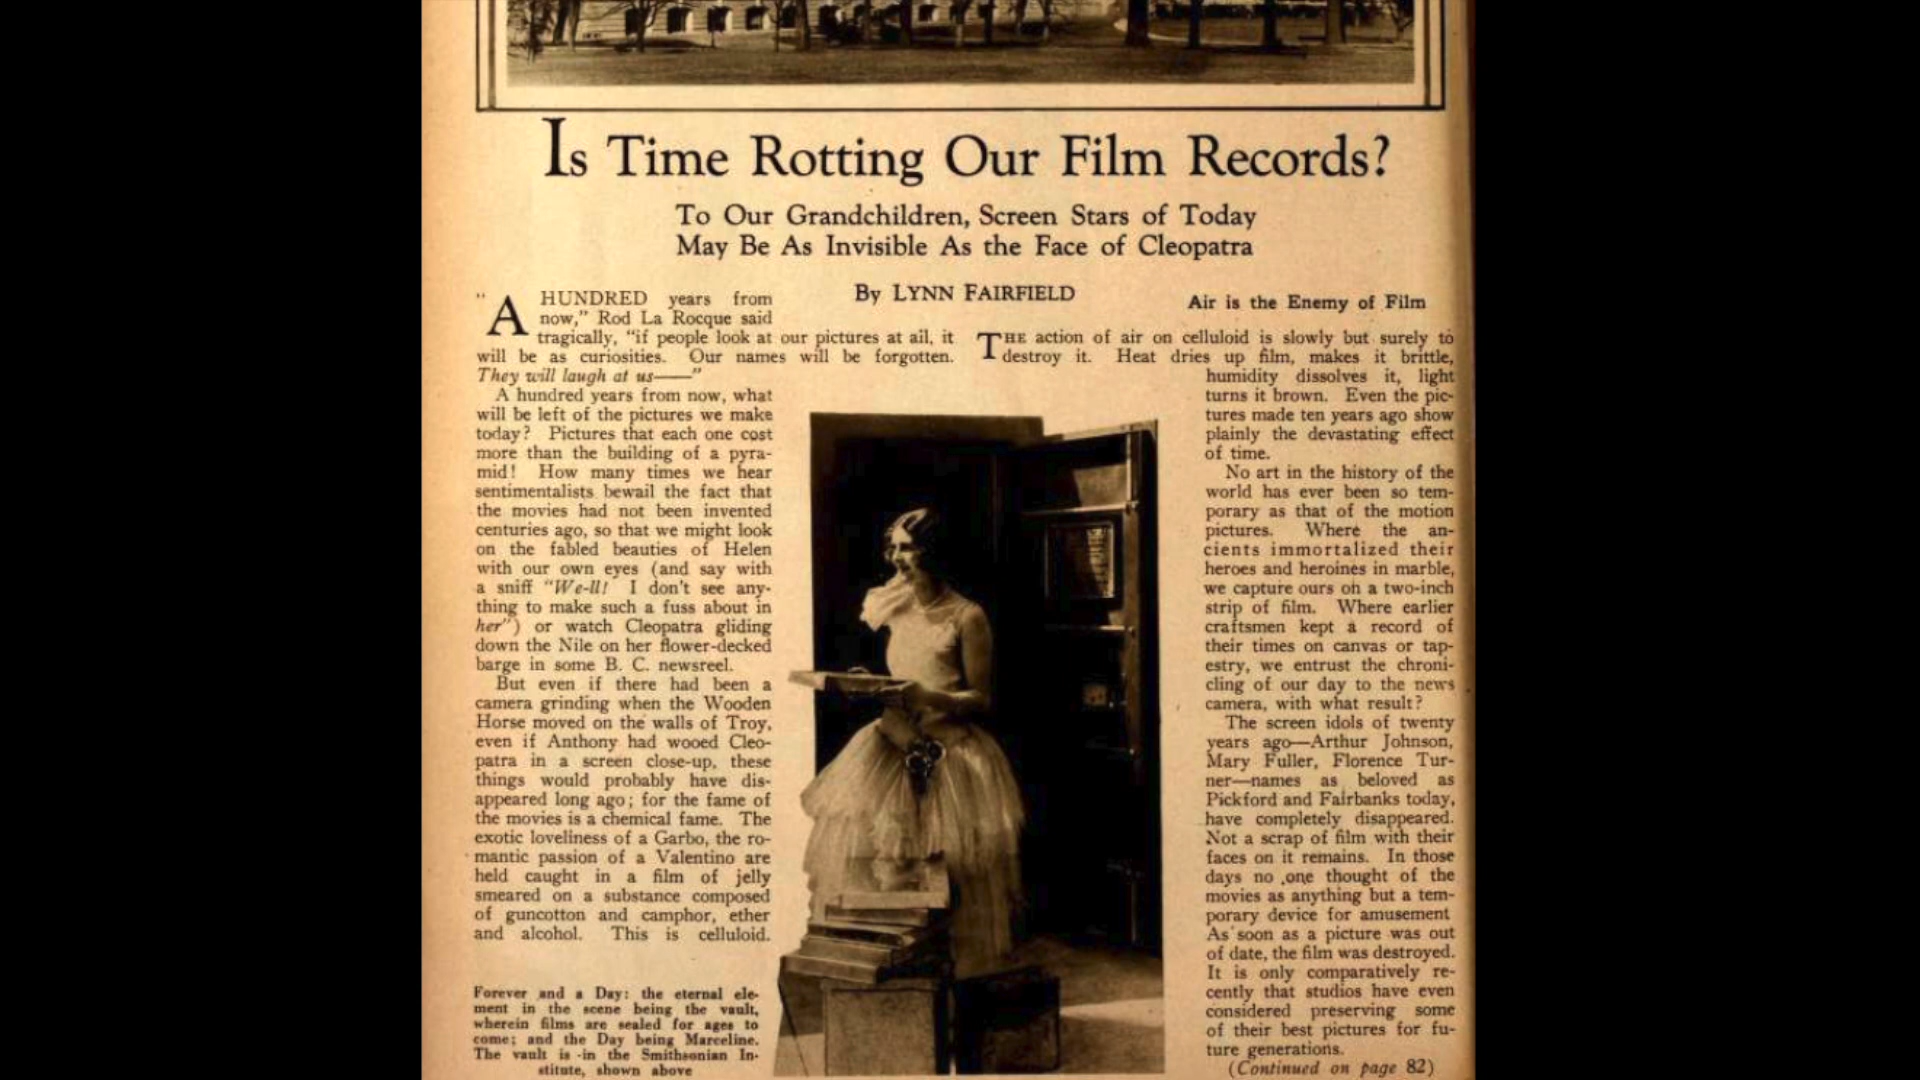 Is Time Rotting Our Film Records?
To Our Grandchildren, Screen Stars of Today
May Be As Invisible As the Face of Cleopatra
By LYNN FAIRFIELD
"A HUNDRED years from
now," Rod La Rocque said
tragically, "if people look at our pictures at ail, it
will be as curiosities. Our names will be forgotten.
They will laugh at us——"
A hundred years from now, what
will be left of the pictures we make
today? Pictures that each one cost
more than the building of a pyra-
mid! How many times we hear
sentimentalists bewail the fact that
the movies had not been invented
centuries ago, so that we might look
on the fabled beauties of Helen
with our own eyes (and say with
a sniff "We-ll! I don't see any-
thing to make such a fuss about in
her") or watch Cleopatra gliding
down the Nile on her flower-decked
barge in some B. C. newsreel.
But even if there had been a
camera grinding when the Wooden
Horse moved on the walls of Troy,
even if Anthony had wooed Cleo-
patra in a screen close-up, these
things would probably have dis-
appeared long ago; for the fame of
the movies is a chemical fame. The
exotic loveliness of a Garbo, the ro-
mantic passion of a Valentino are
held caught in a film of jelly
smeared on a substance composed
of guncotton and camphor, ether
and alcohol. This is celluloid.
Forever and a Day: the eternal ele-
ment in the scene being the vault,
wherein films are sealed for ages to
come; and the Day being Marceline.
The vault is in the Smithsonian In-
stitute, shown above
Air is the Enemy of Film
THE action of air on celluloid is slowly but surely to
destroy it. Heat dries up film, makes it brittle,
humidity dissolves it, light
turns it brown. Even the pic-
tures made ten years ago show
plainly the devastating effect
of time.
No art in the history of the
world has ever been so tem-
porary as that of the motion
pictures. Where the an-
cients immortalized their
heroes and heroines in marble,
we capture ours on a two-inch
strip of film. Where earlier
craftsmen kept a record of
their times on canvas or tap-
estry, we entrust the chroni-
cling of our day to the news
camera, with what result?
The screen idols of twenty
years ago—Arthur Johnson,
Mary Fuller, Florence Tur-
ner—names as beloved as
Pickford and Fairbanks today,
have completely disappeared.
Not a scrap of film with their
faces on it remains. In those
days no one thought of the
movies as anything but a tem-
porary device for amusement
As soon as a picture was out
of date, the film was destroyed.
It is only comparatively re-
cently that studios have even
considered preserving some
of their best pictures for fu-
ture generations.
(Continued on page 82)